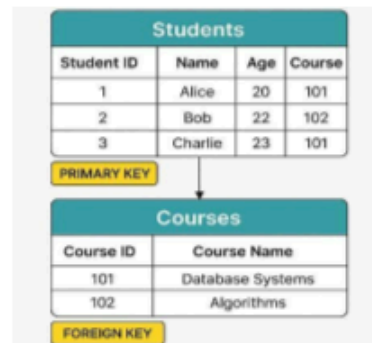 Students
Student ID Name Age Course
1 Alice 20 101
2 Bob 22 102
3 Charlie 23 101
PRIMARY KEY
Courses
Course ID Course Name
101 Database Systems
102 Algorithms
FOREIGN KEY